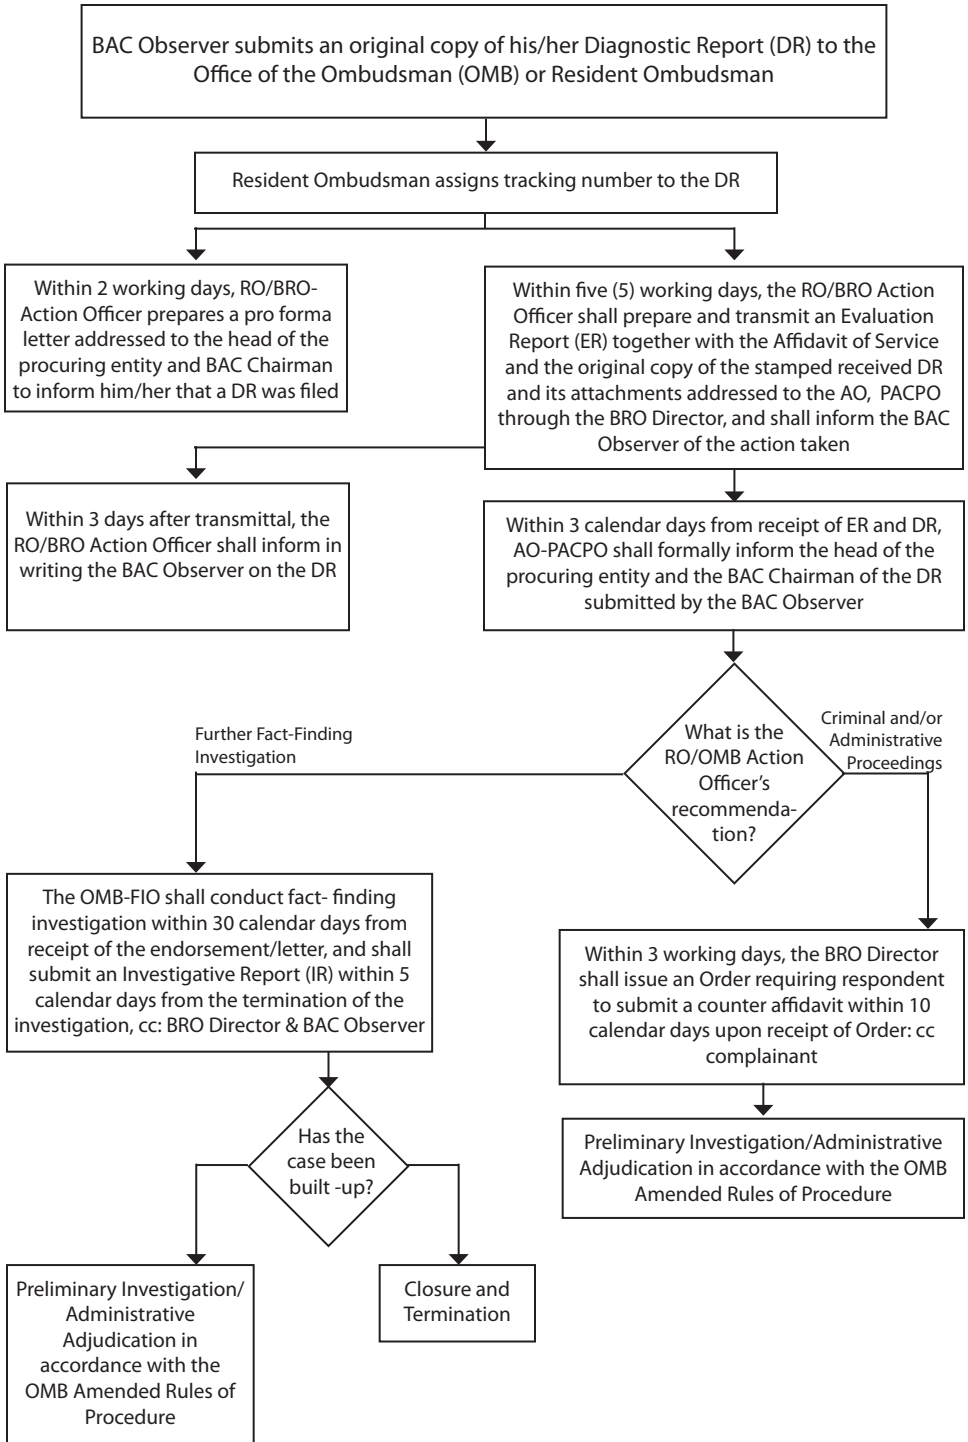 BAC Observer submits an original copy of his/her Diagnostic Report (DR) to the
Office of the Ombudsman (OMB) or Resident Ombudsman
Resident Ombudsman assigns tracking number to the DR
Within 2 working days, RO/BRO-
Action Officer prepares a pro forma
letter addressed to the head of the
procuring entity and BAC Chairman
to inform him/her that a DR was filed
Within five (5) working days, the RO/BRO Action
Officer shall prepare and transmit an Evaluation
Report (ER) together with the Affidavit of Service
and the original copy of the stamped received DR
and its attachments addressed to the AO, PACPO
through the BRO Director, and shall inform the BAC
Observer of the action taken
Within 3 days after transmittal, the
RO/BRO Action Officer shall inform in
writing the BAC Observer on the DR
Within 3 calendar days from receipt of ER and DR,
AO-PACPO shall formally inform the head of the
procuring entity and the BAC Chairman of the DR
submitted by the BAC Observer
What is the
RO/OMB Action
Officer’s
recommenda-
tion?
Further Fact-Finding
Investigation
Criminal and/or
Administrative
Proceedings
The OMB-FIO shall conduct fact- finding
investigation within 30 calendar days from
receipt of the endorsement/letter, and shall
submit an Investigative Report (IR) within 5
calendar days from the termination of the
investigation, cc: BRO Director & BAC Observer
Within 3 working days, the BRO Director
shall issue an Order requiring respondent
to submit a counter affidavit within 10
calendar days upon receipt of Order: cc
complainant
Has the
case been
built -up?
Preliminary Investigation/Administrative
Adjudication in accordance with the OMB
Amended Rules of Procedure
Preliminary Investigation/
Administrative
Adjudication in
accordance with the
OMB Amended Rules of
Procedure
Closure and
Termination